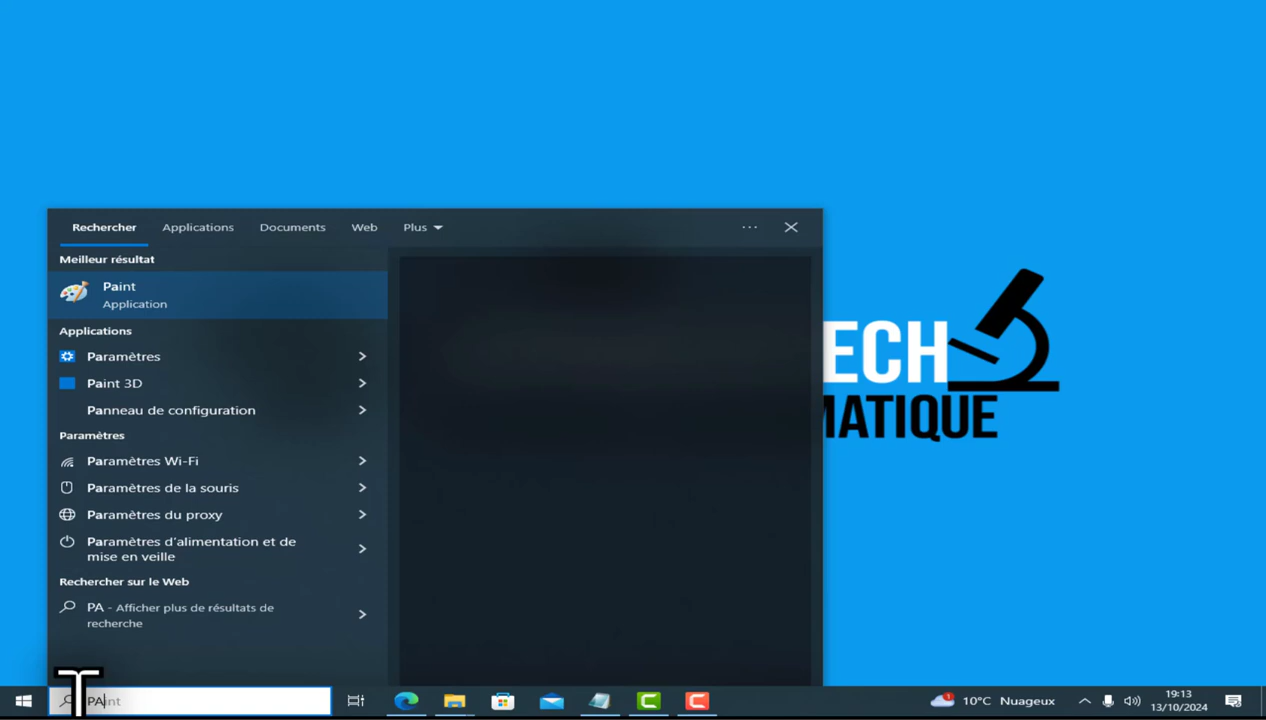 Rechercher Applications Documents Web Plus ...
Meilleur résultat
Paint
Application
Applications
Paramètres
Paint 3D
Panneau de configuration
Paramètres
Paramètres Wi-Fi
Paramètres de la souris
Paramètres du proxy
Paramètres d'alimentation et de
mise en veille
Rechercher sur le Web
PA - Afficher plus de résultats de
recherche
ECH
MATIQUE
PAint
1
10°C Nuageux
19:13
13/10/2024